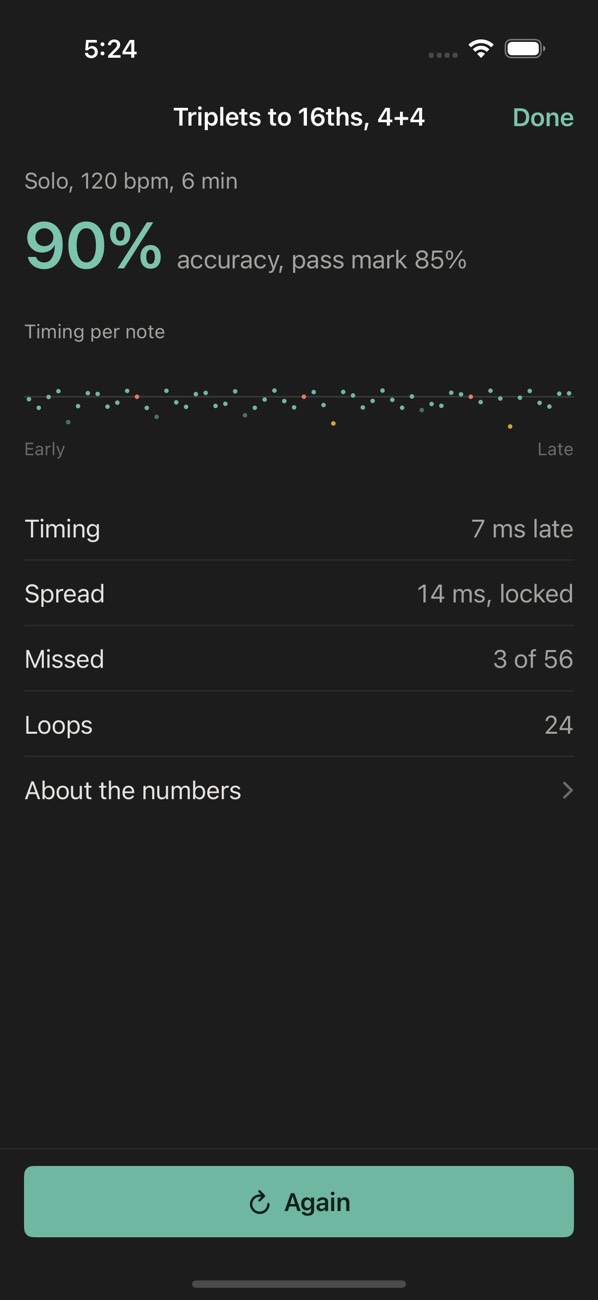 5:24
Triplets to 16ths, 4+4
Done
Solo, 120 bpm, 6 min
90% accuracy, pass mark 85%
Timing per note
Early
Late
Timing 7 ms late
Spread 14 ms, locked
Missed 3 of 56
Loops 24
About the numbers
Again